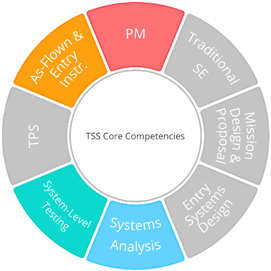 TSS Core Competencies
PM
Traditional
SE
Mission
Design &
Proposal
Entry
Systems
Design
Systems
Analysis
System-Level
Testing
TPS
As-Flown &
Entry
Instr.